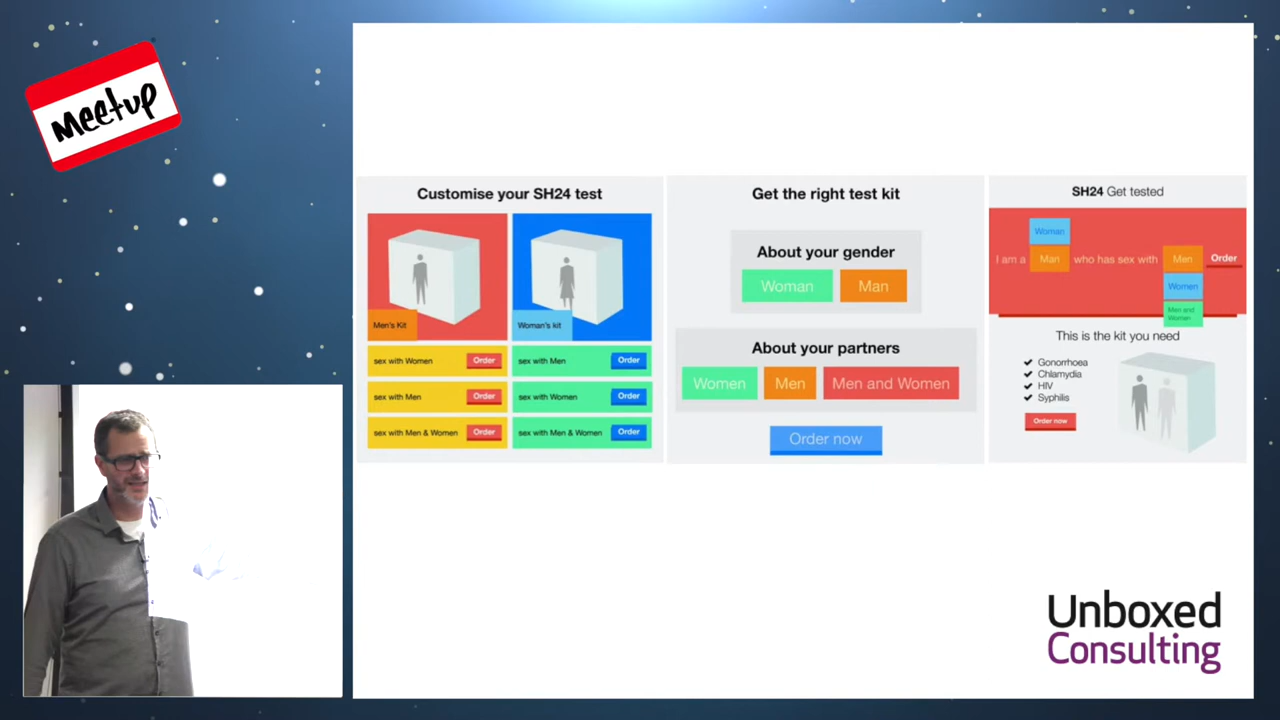 meetup
Customise your SH24 test
Men's Kit
Woman's kit
sex with Women Order
sex with Men Order
sex with Men Order
sex with Women Order
sex with Men & Women Order
sex with Men & Women Order
Get the right test kit
About your gender
Woman Man
About your partners
Women Men Men and Women
Order now
SH24 Get tested
Woman
I am a Man who has sex with Men Order
Women
Men and
Women
This is the kit you need
Gonorrhoea
Chlamydia
HIV
Syphilis
Order now
Unboxed
Consulting